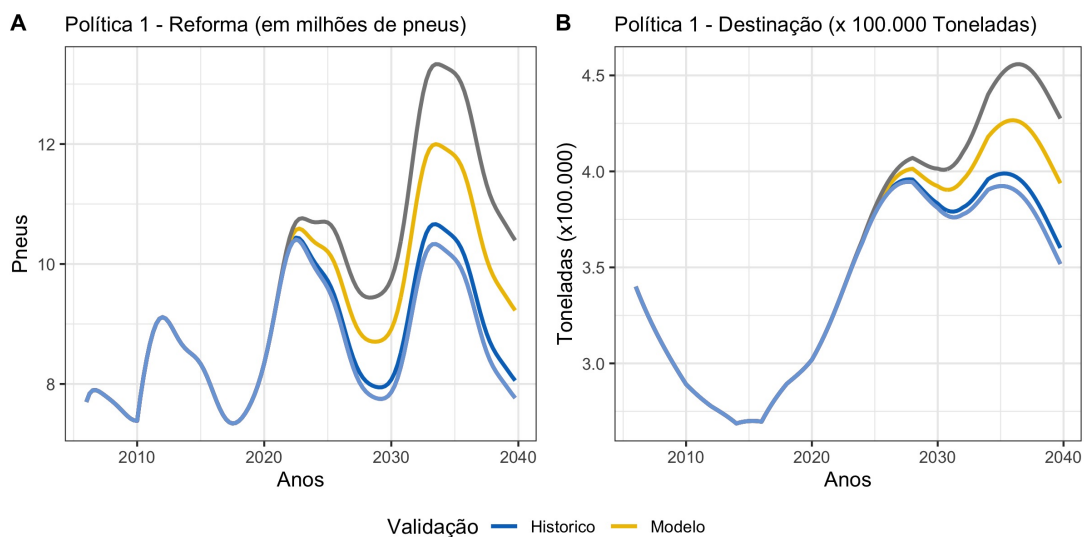 A Política 1 - Reforma (em milhões de pneus)
Pneus
12
10
8
2010 2020 2030 2040
Anos
B Política 1 - Destinação (x 100.000 Toneladas)
Toneladas (x100.000)
4.5
4.0
3.5
3.0
2010 2020 2030 2040
Anos
Validação Historico Modelo